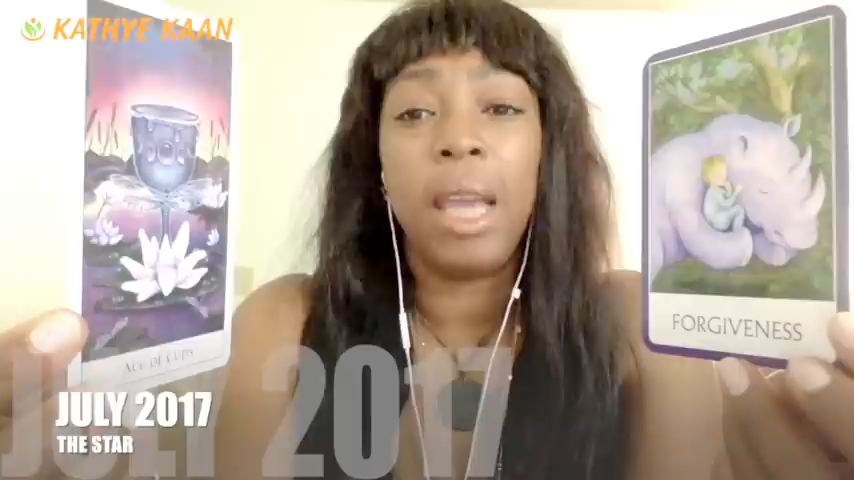 KATHYE KAAN
Ace of Cups
FORGIVENESS
JULY 2017
JULY 2017
THE STAR